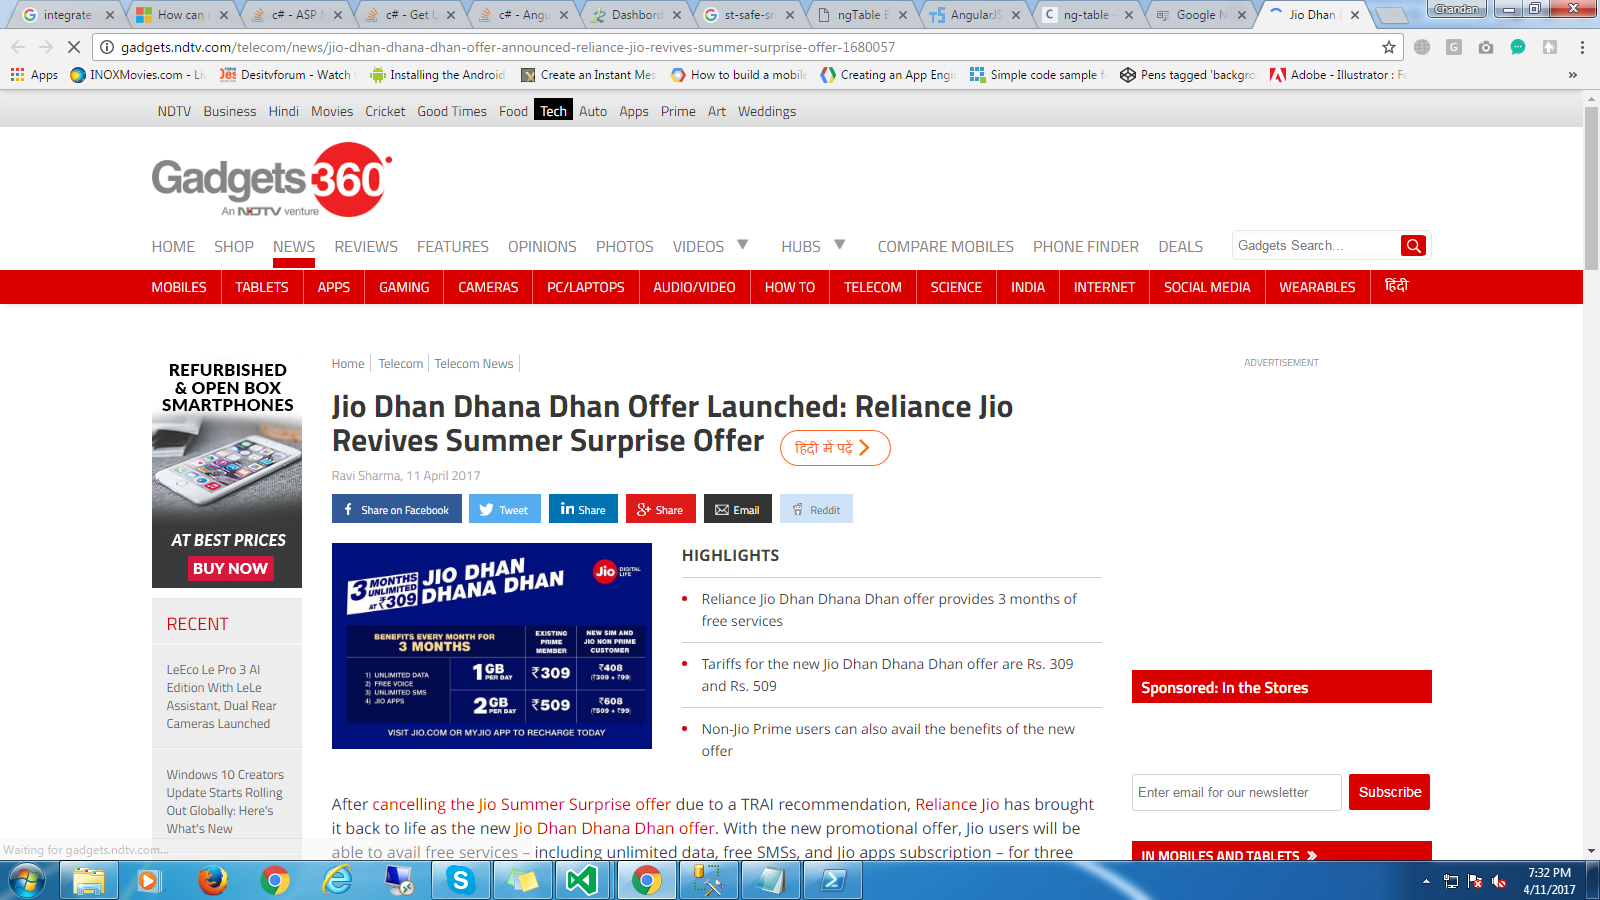 integrate
How can i
c# - ASP N
c# - Get U
c# - Angu
Dashbord
st-safe-sre
ngTable E
AngularJS
ng-table -
Google N
Jio Dhan
Chandan
gadgets.ndtv.com/telecom/news/jio-dhan-dhana-dhan-offer-announced-reliance-jio-revives-summer-surprise-offer-1680057
Apps
INOXMovies.com - Liv
Desitvforum - Watch
Installing the Android
Create an Instant Mes
How to build a mobile
Creating an App Engi
Simple code sample f
Pens tagged 'backgro
Adobe - Illustrator : Fo
»
NDTV Business Hindi Movies Cricket Good Times Food Tech Auto Apps Prime Art Weddings
Gadgets 360°
An NDTV venture
HOME SHOP NEWS REVIEWS FEATURES OPINIONS PHOTOS VIDEOS HUBS COMPARE MOBILES PHONE FINDER DEALS
Gadgets Search...
MOBILES TABLETS APPS GAMING CAMERAS PC/LAPTOPS AUDIO/VIDEO HOW TO TELECOM SCIENCE INDIA INTERNET SOCIAL MEDIA WEARABLES हिंदी
REFURBISHED
& OPEN BOX
SMARTPHONES
AT BEST PRICES
BUY NOW
RECENT
LeEco Le Pro 3 AI
Edition With LeLe
Assistant, Dual Rear
Cameras Launched
Windows 10 Creators
Update Starts Rolling
Out Globally: Here's
What's New
Home Telecom Telecom News
Jio Dhan Dhana Dhan Offer Launched: Reliance Jio
Revives Summer Surprise Offer
हिंदी में पढ़ें
Ravi Sharma, 11 April 2017
Share on Facebook
Tweet
in Share
g+ Share
Email
Reddit
3 MONTHS
UNLIMITED
AT ₹309
JIO DHAN
DHANA DHAN
Jio DIGITAL
LIFE
BENEFITS EVERY MONTH FOR
3 MONTHS
EXISTING
PRIME
MEMBER
NEW SIM AND
JIO NON PRIME
CUSTOMER
1) UNLIMITED DATA
2) FREE VOICE
3) UNLIMITED SMS
4) JIO APPS
1GB
PER DAY
₹309
₹408
(₹309 + ₹99)
2GB
PER DAY
₹509
₹608
(₹509 + ₹99)
VISIT JIO.COM OR MYJIO APP TO RECHARGE TODAY
HIGHLIGHTS
Reliance Jio Dhan Dhana Dhan offer provides 3 months of
free services
Tariffs for the new Jio Dhan Dhana Dhan offer are Rs. 309
and Rs. 509
Non-Jio Prime users can also avail the benefits of the new
offer
After cancelling the Jio Summer Surprise offer due to a TRAI recommendation, Reliance Jio has brought
it back to life as the new Jio Dhan Dhana Dhan offer. With the new promotional offer, Jio users will be
able to avail free services – including unlimited data, free SMSs, and Jio apps subscription – for three
ADVERTISEMENT
Sponsored: In the Stores
Enter email for our newsletter
Subscribe
IN MOBILES AND TABLETS
Waiting for gadgets.ndtv.com...
7:32 PM
4/11/2017